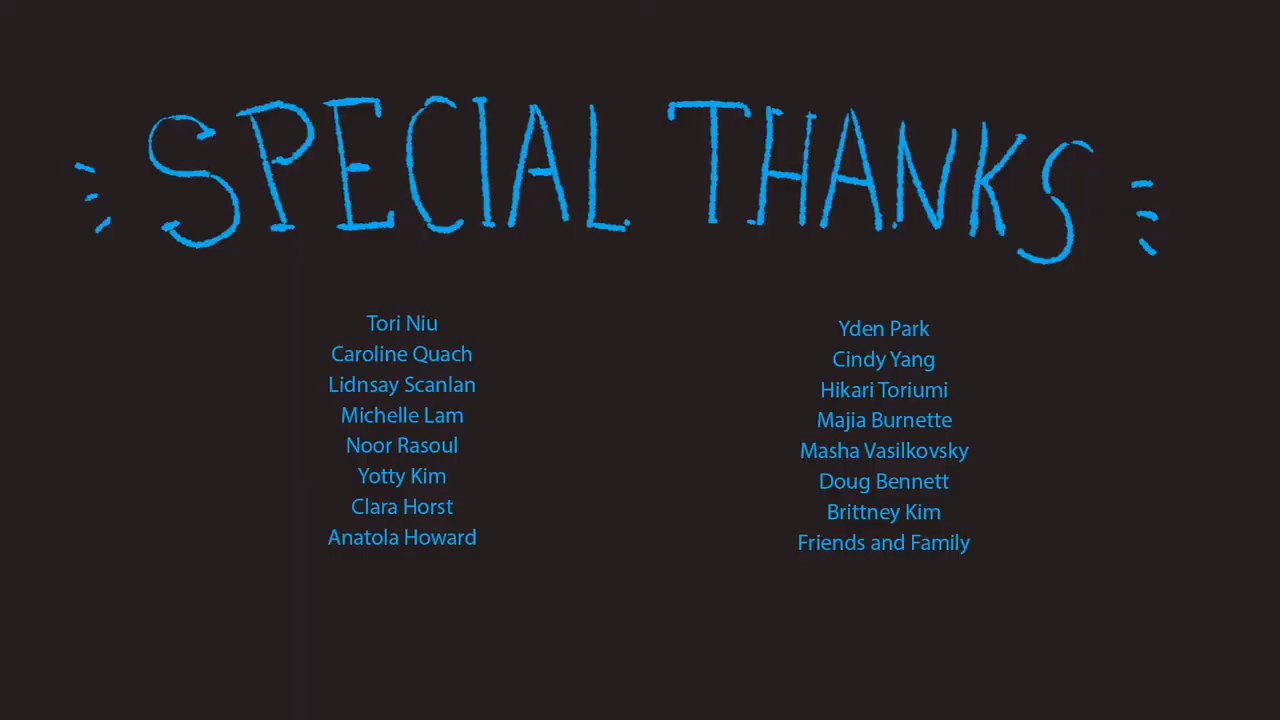 SPECIAL THANKS
Tori Niu
Caroline Quach
Lidnsay Scanlan
Michelle Lam
Noor Rasoul
Yotty Kim
Clara Horst
Anatola Howard
Yden Park
Cindy Yang
Hikari Toriumi
Majia Burnette
Masha Vasilkovsky
Doug Bennett
Brittney Kim
Friends and Family